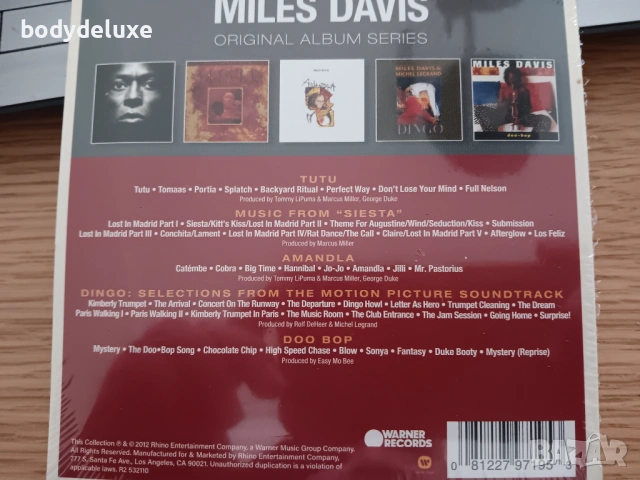 bodydeluxe
MILES DAVIS
ORIGINAL ALBUM SERIES
MILES DAVIS &
MICHEL LEGRAND
DINGO
MILES DAVIS
doo-bop
TUTU
Tutu • Tomaas • Portia • Splatch • Backyard Ritual • Perfect Way • Don't Lose Your Mind • Full Nelson
Produced by Tommy LiPuma & Marcus Miller, George Duke
MUSIC FROM "SIESTA"
Lost In Madrid Part I • Siesta/Kitt's Kiss/Lost In Madrid Part II • Theme For Augustine/Wind/Seduction/Kiss • Submission
Lost In Madrid Part III • Conchita/Lament • Lost In Madrid Part IV/Rat Dance/The Call • Claire/Lost In Madrid Part V • Afterglow • Los Feliz
Produced by Marcus Miller
AMANDLA
Catémbe • Cobra • Big Time • Hannibal • Jo-Jo • Amandla • Jilli • Mr. Pastorius
Produced by Tommy LiPuma & Marcus Miller, George Duke
DINGO: SELECTIONS FROM THE MOTION PICTURE SOUNDTRACK
Kimberly Trumpet • The Arrival • Concert On The Runway • The Departure • Dingo Howl • Letter As Hero • Trumpet Cleaning • The Dream
Paris Walking I • Paris Walking II • Kimberly Trumpet In Paris • The Music Room • The Club Entrance • The Jam Session • Going Home • Surprise!
Produced by Rolf DeHeer & Michel Legrand
DOO BOP
Mystery • The Doo•Bop Song • Chocolate Chip • High Speed Chase • Blow • Sonya • Fantasy • Duke Booty • Mystery (Reprise)
Produced by Easy Mo Bee
This Collection ℗ & © 2012 Rhino Entertainment Company, a Warner Music Group Company.
All Rights Reserved. Manufactured for & Marketed by Rhino Entertainment Company,
777 S. Santa Fe Ave., Los Angeles, CA 90021. Unauthorized duplication is a violation of
applicable laws. R2 532110
WARNER
RECORDS
0 81227 97195 3
BAZAR